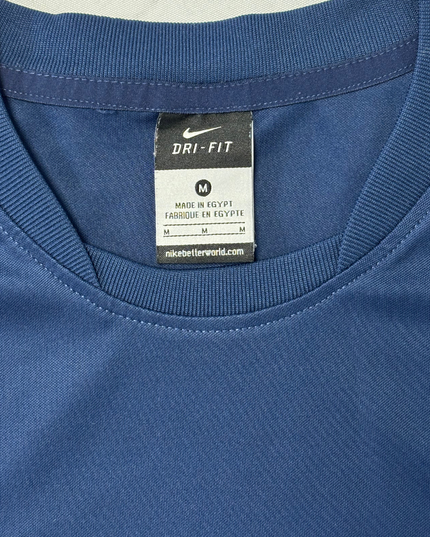 DRI-FIT
M
MADE IN EGYPT
FABRIQUE EN EGYPTE
M M M
nikebetterworld.com